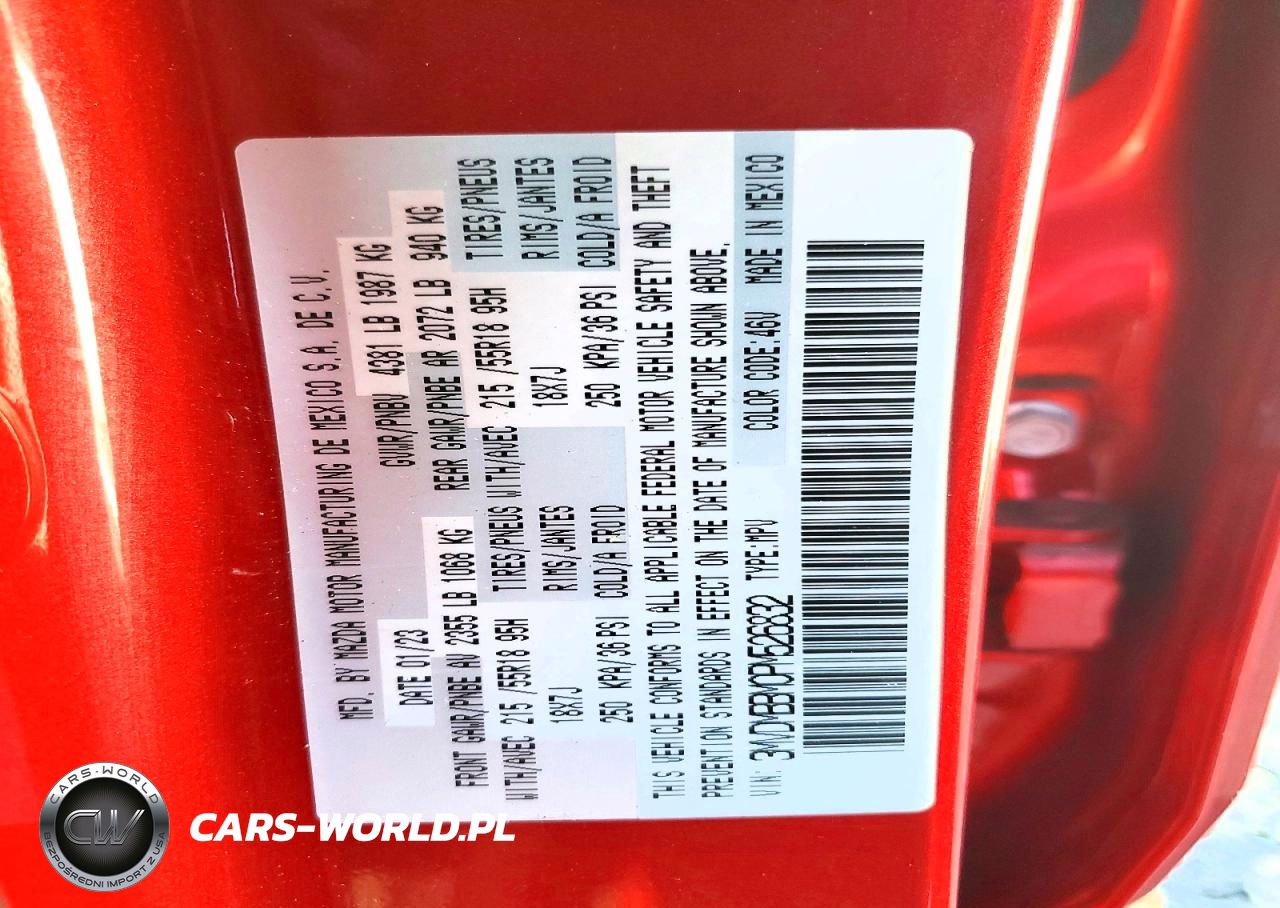 MFD. BY MAZDA MOTOR MANUFACTURING DE MEXICO S.A. DE C.V.
DATE 01/23 GVWR/PNBV 4381 LB 1987 KG
FRONT GAWR/PNBE AV 2355 LB 1068 KG REAR GAWR/PNBE AR 2072 LB 940 KG
WITH/AVEC 215 /55R18 95H TIRES/PNEUS WITH/AVEC 215 /55R18 95H TIRES/PNEUS
18X7J RIMS/JANTES 18X7J RIMS/JANTES
250 KPA/36PSI COLD/A FROID 250 KPA/36PSI COLD/A FROID
THIS VEHICLE CONFORMS TO ALL APPLICABLE FEDERAL MOTOR VEHICLE SAFETY AND THEFT
PREVENTION STANDARDS IN EFFECT ON THE DATE OF MANUFACTURE SHOWN ABOVE.
VIN: 3MVDMBBM0PM526832 TYPE:MPV COLOR CODE:46V MADE IN MEXICO
CARS-WORLD
CW
BEZPOŚREDNI IMPORT Z USA
CARS-WORLD.PL